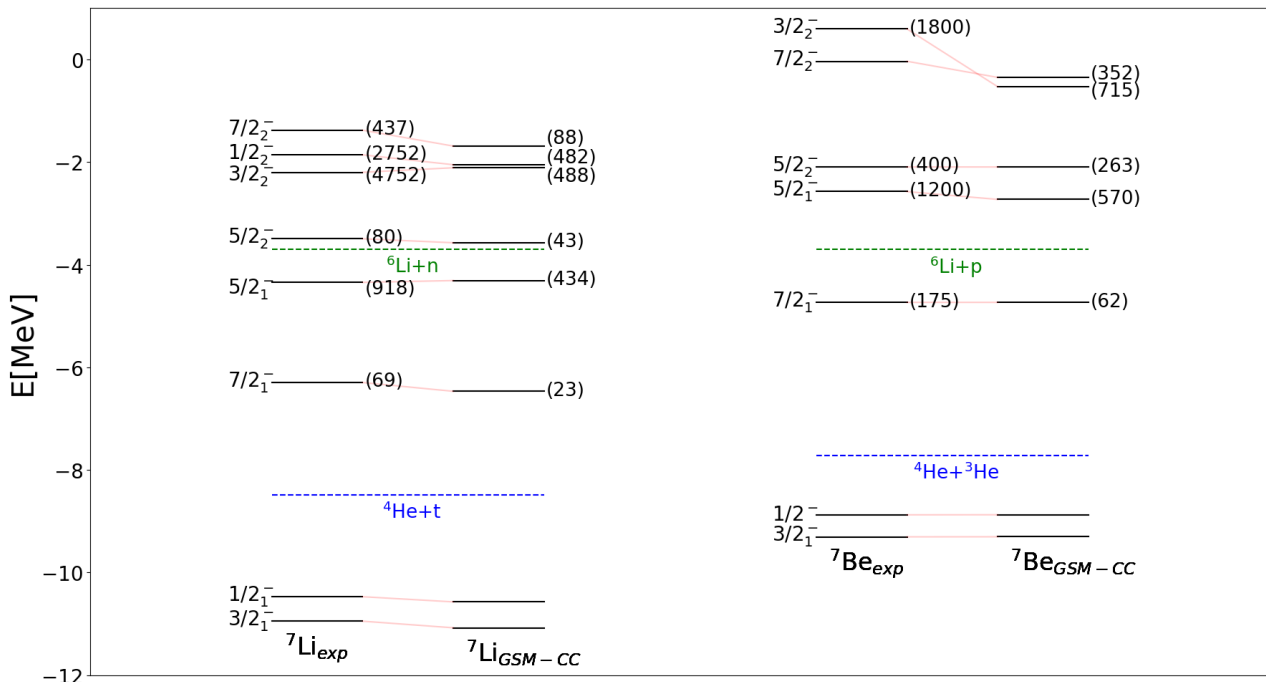 E[MeV]
0
−2
−4
−6
−8
−10
−12
7/2₂⁻ (437) (88)
1/2₂⁻ (2752) (482)
3/2₂⁻ (4752) (488)
5/2₂⁻ (80) (43)
⁶Li+n
5/2₁⁻ (918) (434)
7/2₁⁻ (69) (23)
⁴He+t
1/2₁⁻
3/2₁⁻
⁷Li_exp ⁷Li_GSM−CC
3/2₂⁻ (1800) (352)
7/2₂⁻ (715)
5/2₂⁻ (400) (263)
5/2₁⁻ (1200) (570)
⁶Li+p
7/2₁⁻ (175) (62)
⁴He+³He
1/2⁻
3/2₁⁻
⁷Be_exp ⁷Be_GSM−CC